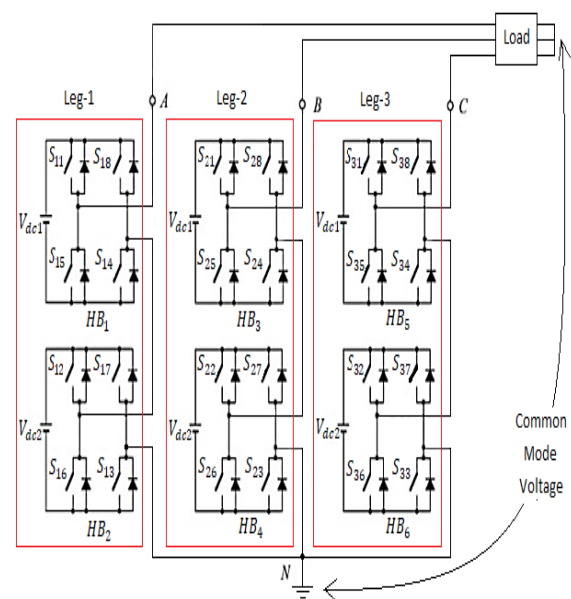 Load
Leg-1 A Leg-2 B Leg-3 C
S11 S18 S21 S28 S31 S38
Vdc1 Vdc1 Vdc1
S15 S14 S25 S24 S35 S34
HB1 HB3 HB5
S12 S17 S22 S27 S32 S37
Vdc2 Vdc2 Vdc2
S16 S13 S26 S23 S36 S33
HB2 HB4 HB6
Common
Mode
Voltage
N